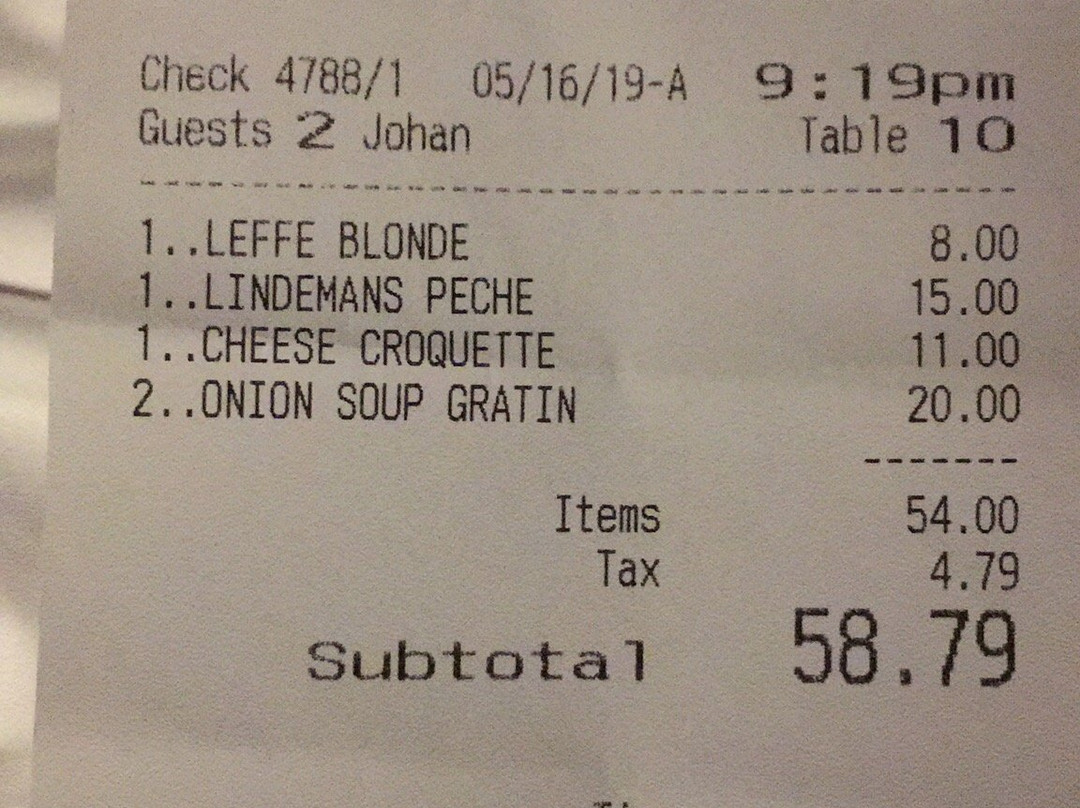 Check 4788/1 05/16/19-A 9:19pm
Guests 2 Johan Table 10
1..LEFFE BLONDE 8.00
1..LINDEMANS PECHE 15.00
1..CHEESE CROQUETTE 11.00
2..ONION SOUP GRATIN 20.00
Items 54.00
Tax 4.79
Subtotal 58.79